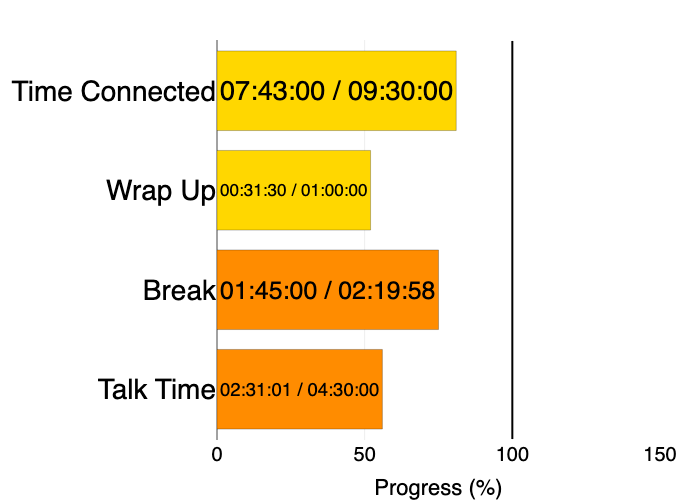 Time Connected 07:43:00 / 09:30:00
Wrap Up 00:31:30 / 01:00:00
Break 01:45:00 / 02:19:58
Talk Time 02:31:01 / 04:30:00
0 50 100 150
Progress (%)